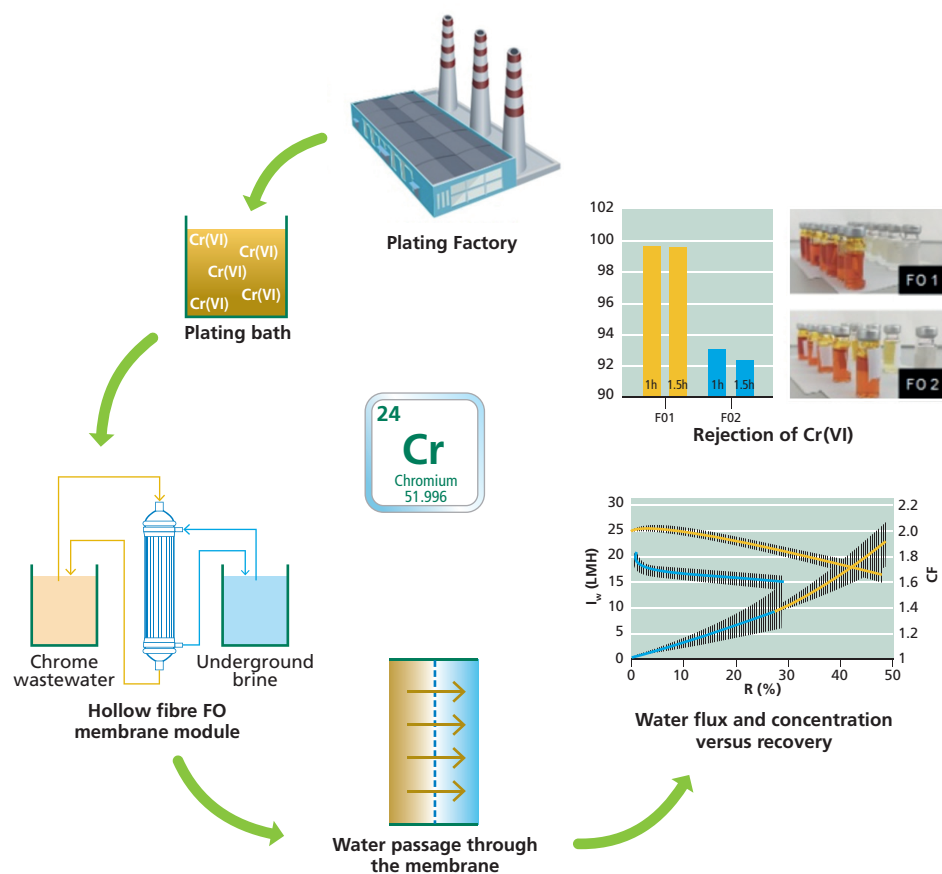 Plating Factory
Cr(VI)
Cr(VI)
Cr(VI)
Cr(VI)
Cr(VI)
Plating bath
24
Cr
Chromium
51.996
102
100
98
96
94
92
90
1h
1.5h
1h
1.5h
F01
F02
Rejection of Cr(VI)
FO 1
FO 2
Chrome
wastewater
Underground
brine
Hollow fibre FO
membrane module
Water passage through
the membrane
30
25
20
15
10
5
0
I_w (LMH)
2.2
2.0
1.8
1.6
1.4
1.2
1
CF
0
10
20
30
40
50
R (%)
Water flux and concentration
versus recovery